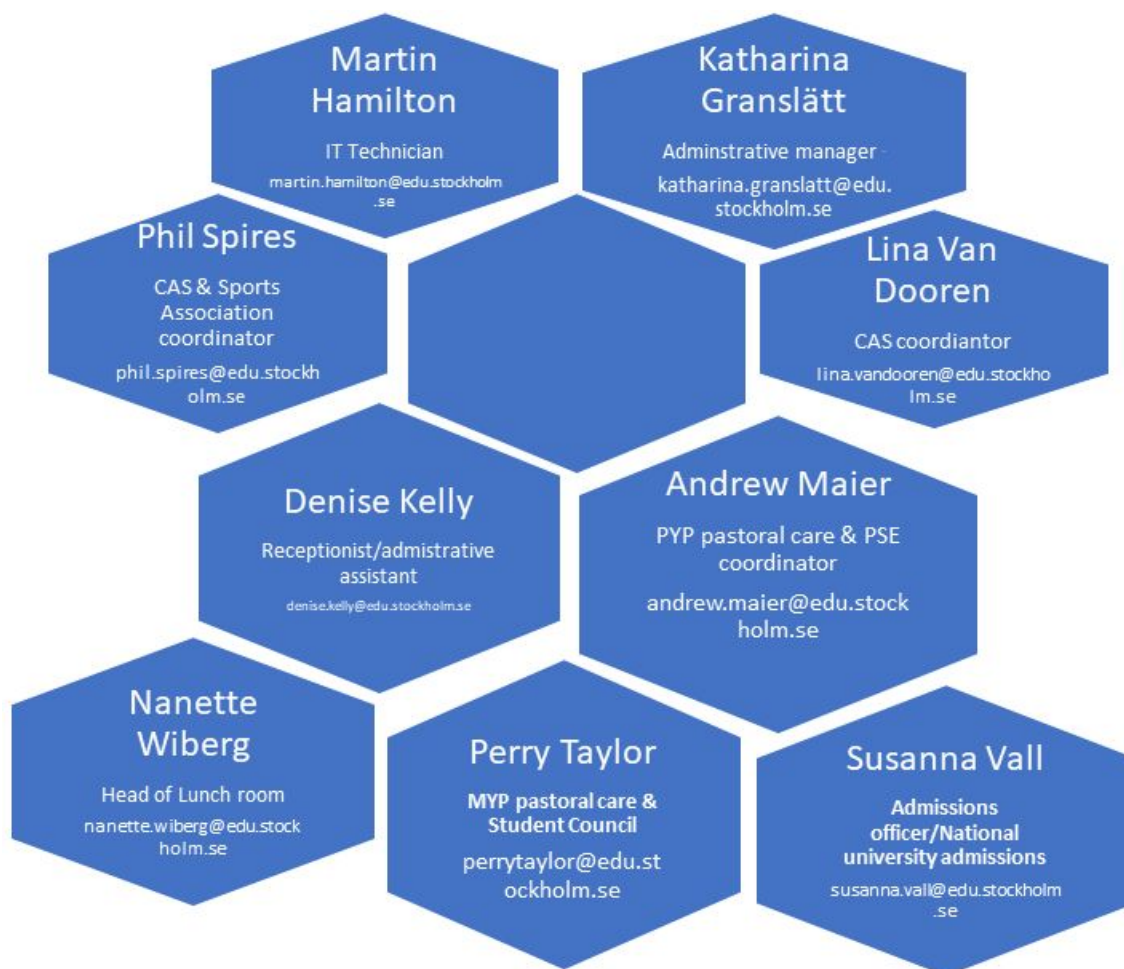 Martin
Hamilton
IT Technician
martin.hamilton@edu.stockholm
.se
Katharina
Granslätt
Adminstrative manager
katharina.granslatt@edu.
stockholm.se
Phil Spires
CAS & Sports
Association
coordinator
phil.spires@edu.stockh
olm.se
Lina Van
Dooren
CAS coordiantor
lina.vandooren@edu.stockho
lm.se
Denise Kelly
Receptionist/admistrative
assistant
denise.kelly@edu.stockholm.se
Andrew Maier
PYP pastoral care & PSE
coordinator
andrew.maier@edu.stock
holm.se
Nanette
Wiberg
Head of Lunch room
nanette.wiberg@edu.stock
holm.se
Perry Taylor
MYP pastoral care &
Student Council
perrytaylor@edu.st
ockholm.se
Susanna Vall
Admissions
officer/National
university admissions
susanna.vall@edu.stockholm
.se